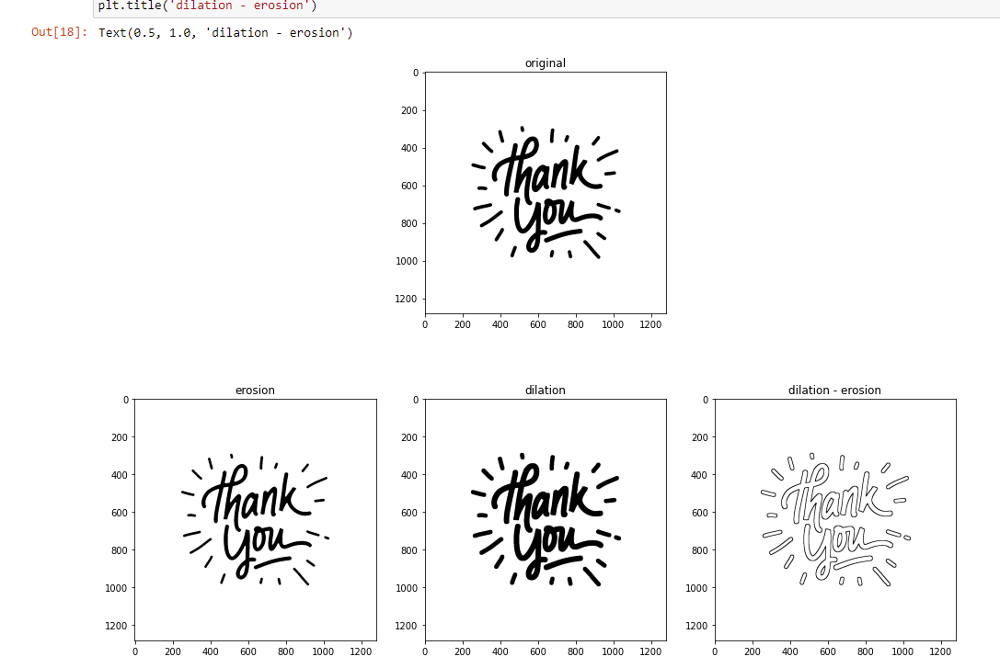 plt.title('dilation - erosion')
Out[18]: Text(0.5, 1.0, 'dilation - erosion')
original
0
200
400
600
800
1000
1200
0 200 400 600 800 1000 1200
thank
you
erosion
0
200
400
600
800
1000
1200
0 200 400 600 800 1000 1200
thank
you
dilation
0
200
400
600
800
1000
1200
0 200 400 600 800 1000 1200
thank
you
dilation - erosion
0
200
400
600
800
1000
1200
0 200 400 600 800 1000 1200
thank
you